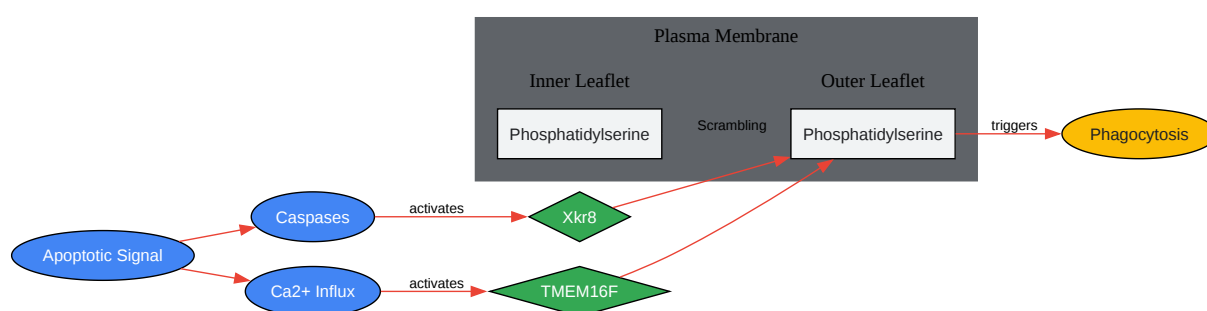 Plasma Membrane
Inner Leaflet
Outer Leaflet
Phosphatidylserine
Scrambling
Phosphatidylserine
triggers
Phagocytosis
Caspases
activates
Xkr8
Apoptotic Signal
Ca2+ Influx
activates
TMEM16F